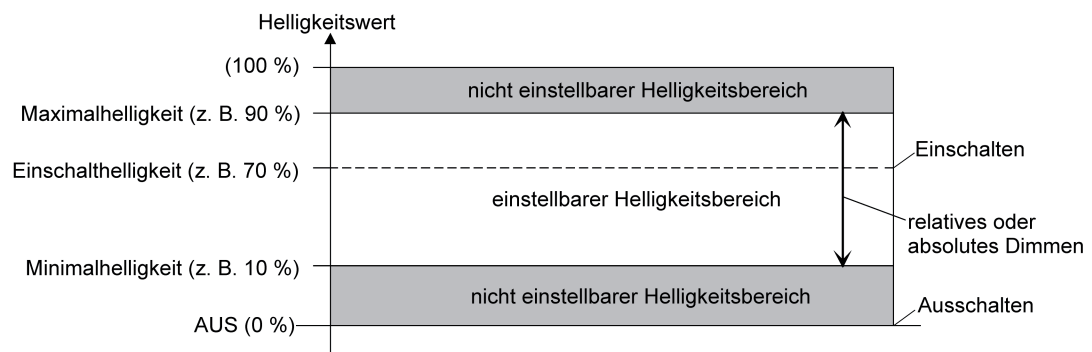 Helligkeitswert
(100 %)
nicht einstellbarer Helligkeitsbereich
Maximalhelligkeit (z. B. 90 %)
Einschalten
Einschalthelligkeit (z. B. 70 %)
einstellbarer Helligkeitsbereich
relatives oder
absolutes Dimmen
Minimalhelligkeit (z. B. 10 %)
nicht einstellbarer Helligkeitsbereich
Ausschalten
AUS (0 %)